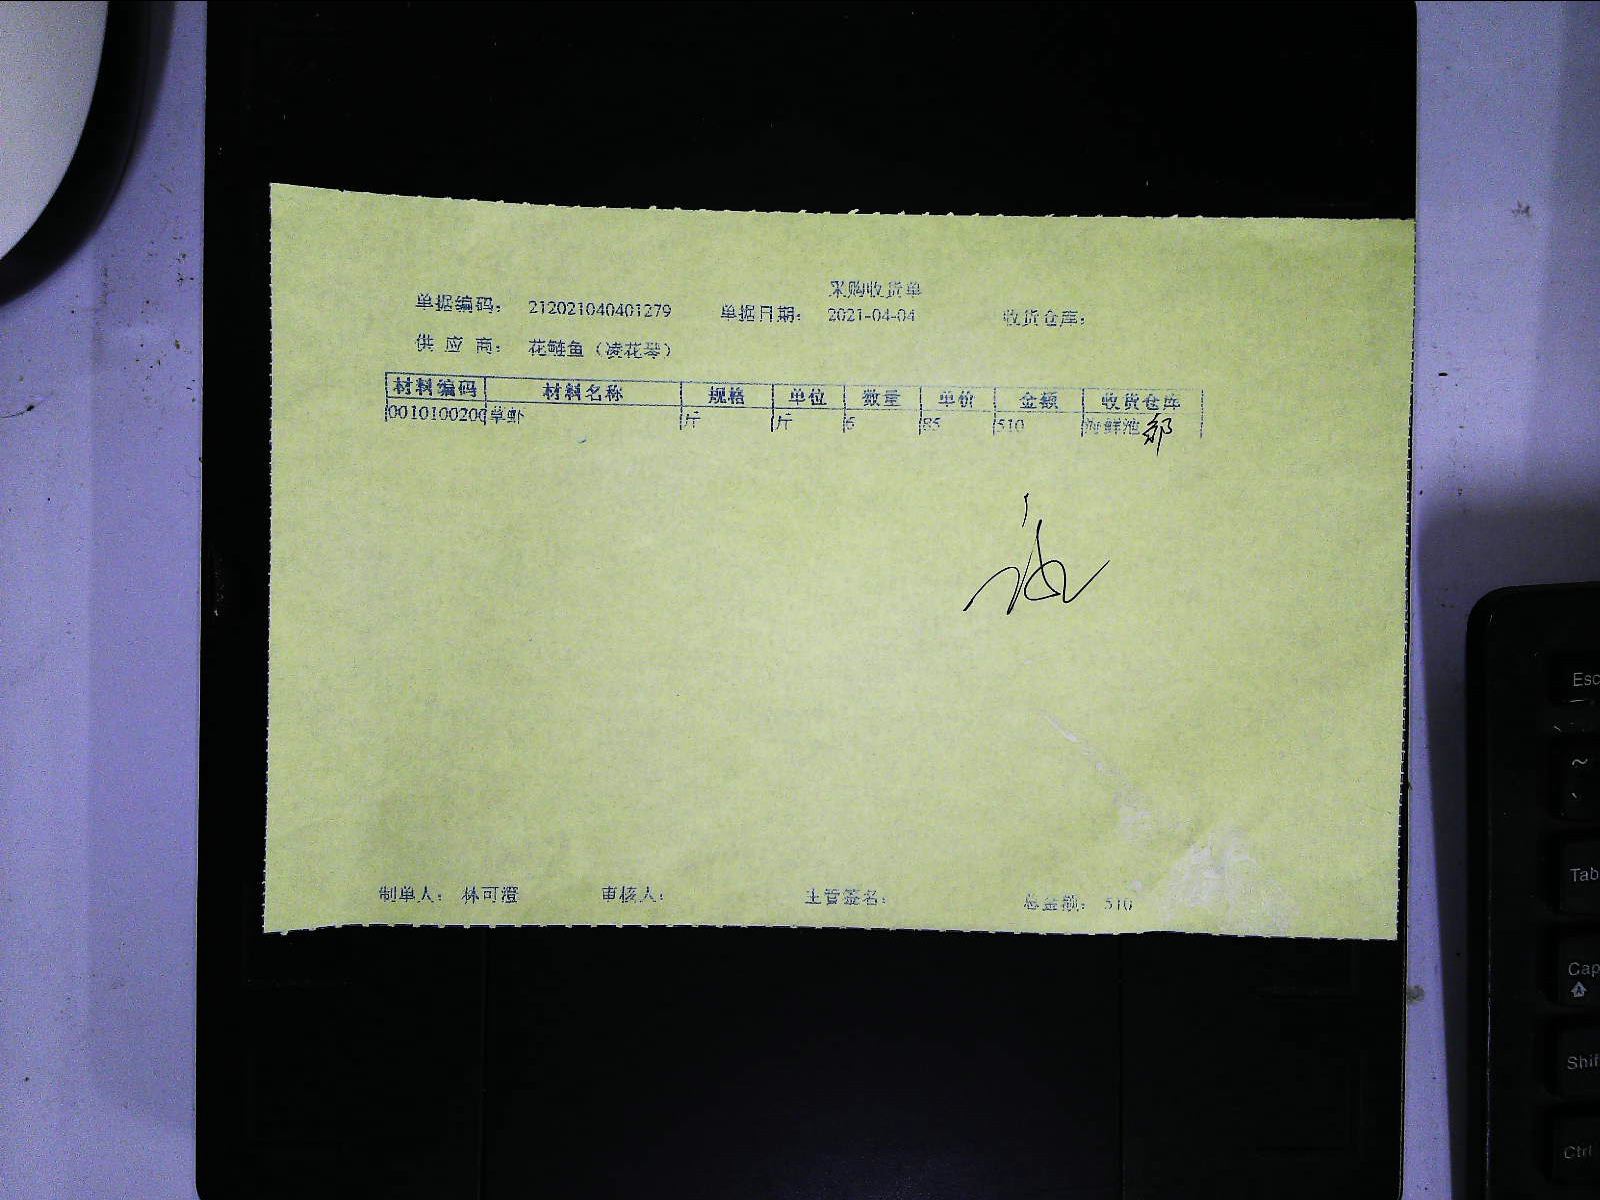 采购收货单
单据编码： 212021040401279 单据日期： 2021-04-04 收货仓库：
供应商： 花鲢鱼（凌花琴）
材料编码 材料名称 规格 单位 数量 单价 金额 收货仓库
0010100200 草虾 斤 斤 6 85 510 海鲜池
制单人： 林可澄 审核人： 主管签名： 总金额： 510
Esc
~
Tab
Cap
Shif
Ctrl